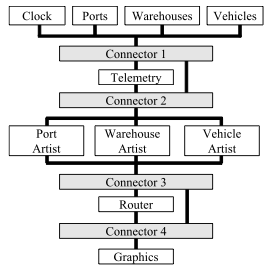 Clock Ports Warehouses Vehicles
Connector 1
Telemetry
Connector 2
Port Artist
Warehouse Artist
Vehicle Artist
Connector 3
Router
Connector 4
Graphics